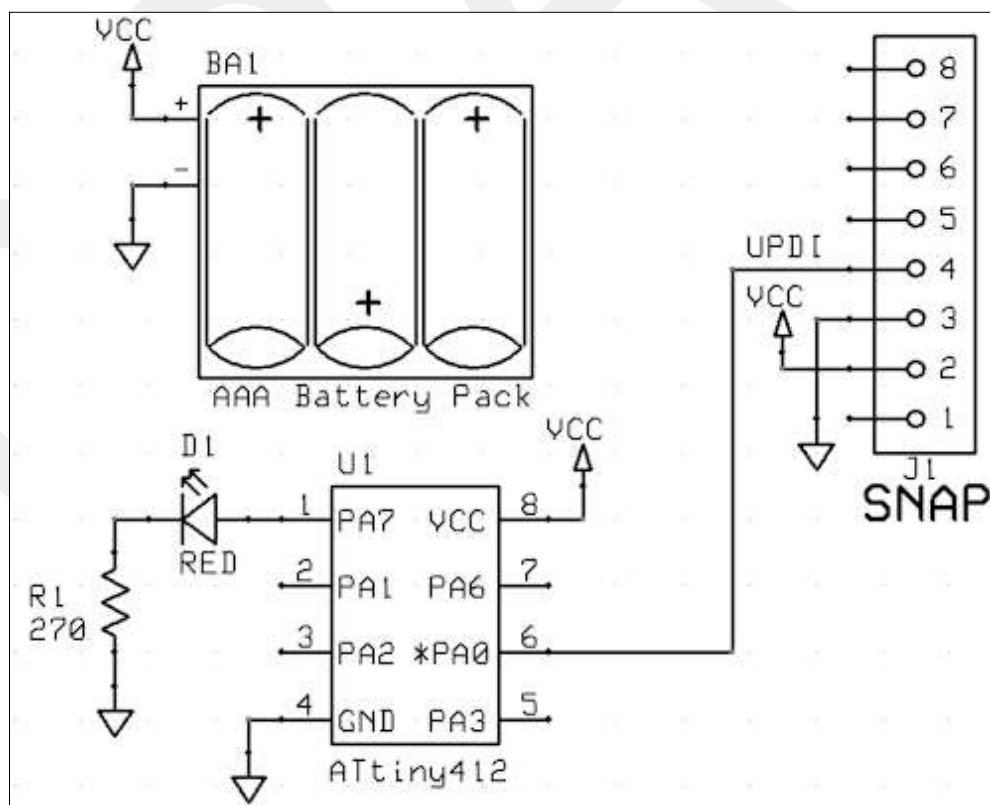 VCC
BA1
+
-
+
+
+
AAA Battery Pack
8
7
6
5
UPDI
4
VCC
3
2
1
J1
SNAP
D1
RED
R1
270
VCC
U1
1 PA7 VCC 8
2 PA1 PA6 7
3 PA2 *PA0 6
4 GND PA3 5
ATtiny412